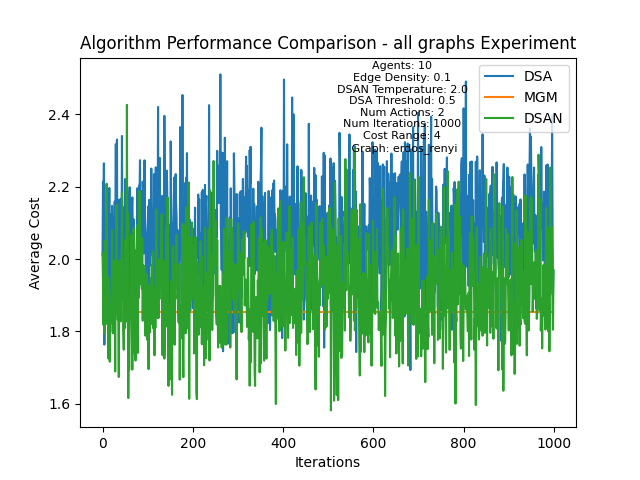 Algorithm Performance Comparison - all graphs Experiment
Agents: 10
Edge Density: 0.1
DSAN Temperature: 2.0
DSA Threshold: 0.5
Num Actions: 2
Num Iterations: 1000
Cost Range: 4
Graph: erdos_renyi
DSA
MGM
DSAN
Average Cost
2.4
2.2
2.0
1.8
1.6
0
200
400
600
800
1000
Iterations